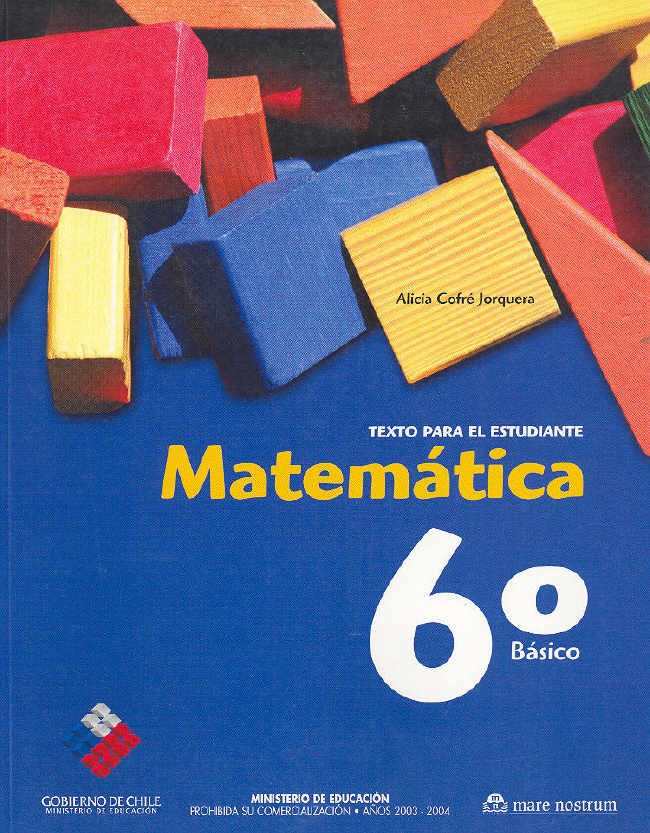 Alicia Cofré Jorquera
TEXTO PARA EL ESTUDIANTE
Matemática
6º
Básico
GOBIERNO DE CHILE
MINISTERIO DE EDUCACIÓN
MINISTERIO DE EDUCACIÓN
PROHIBIDA SU COMERCIALIZACIÓN • AÑOS 2003 - 2004
mare nostrum